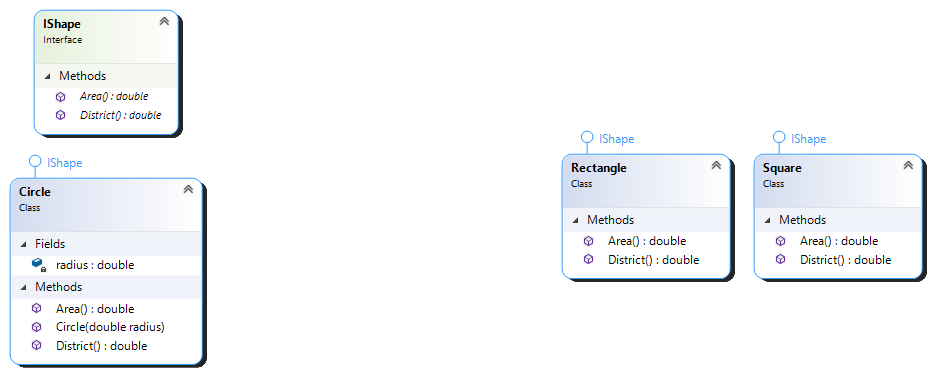 IShape
Interface
Methods
Area() : double
District() : double
IShape
Circle
Class
Fields
radius : double
Methods
Area() : double
Circle(double radius)
District() : double
IShape
Rectangle
Class
Methods
Area() : double
District() : double
IShape
Square
Class
Methods
Area() : double
District() : double